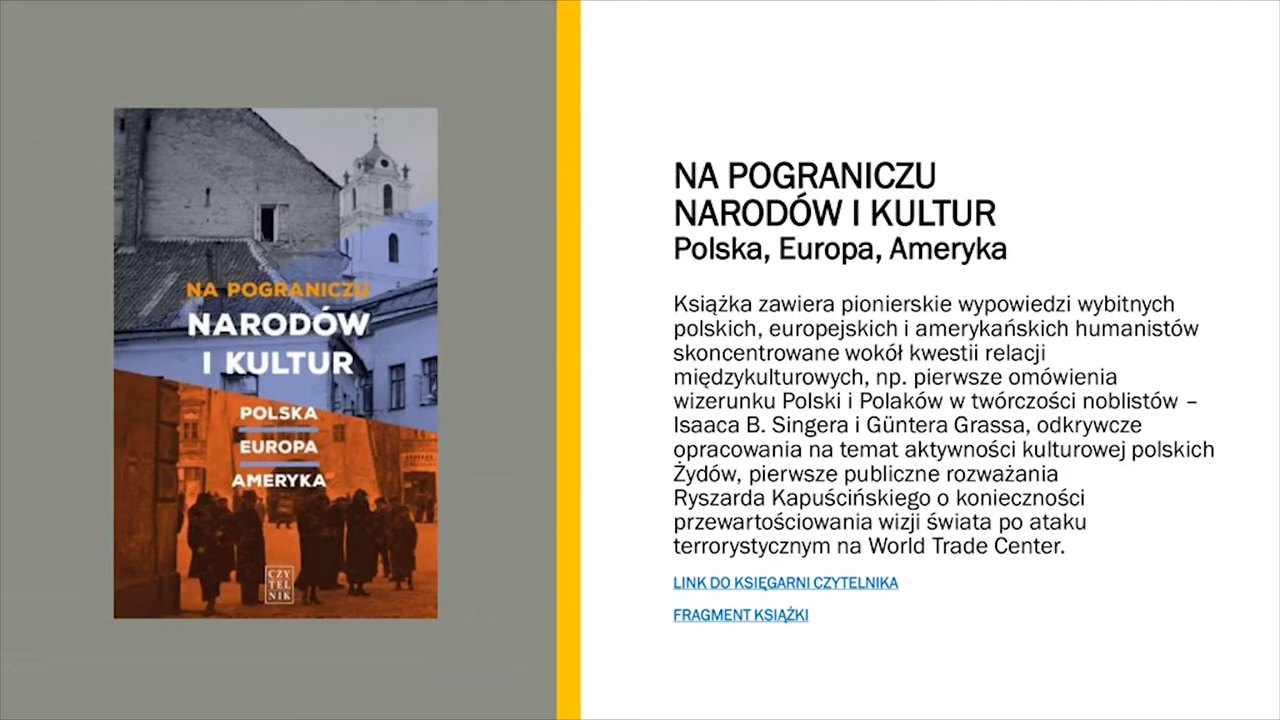 NA POGRANICZU
NARODÓW
I KULTUR
POLSKA
EUROPA
AMERYKA
CZY
TEL
NIK
NA POGRANICZU
NARODÓW I KULTUR
Polska, Europa, Ameryka
Książka zawiera pionierskie wypowiedzi wybitnych
polskich, europejskich i amerykańskich humanistów
skoncentrowane wokół kwestii relacji
międzykulturowych, np. pierwsze omówienia
wizerunku Polski i Polaków w twórczości noblistów –
Isaaca B. Singera i Güntera Grassa, odkrywcze
opracowania na temat aktywności kulturowej polskich
Żydów, pierwsze publiczne rozważania
Ryszarda Kapuścińskiego o konieczności
przewartościowania wizji świata po ataku
terrorystycznym na World Trade Center.
LINK DO KSIĘGARNI CZYTELNIKA
FRAGMENT KSIĄŻKI